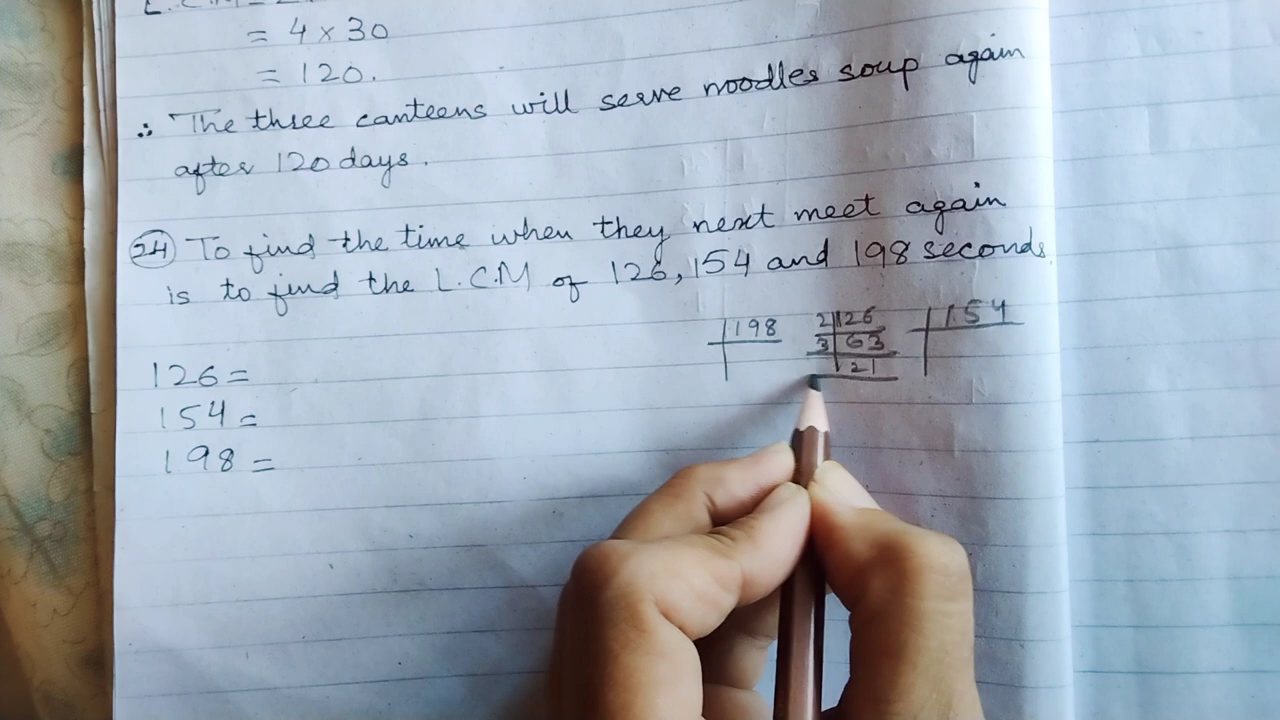 L.C.M =
= 4 × 30
= 120.
∴ The three canteens will serve noodles soup again
after 120 days.
24 To find the time when they next meet again
is to find the L.C.M of 126, 154 and 198 seconds.
198 2 126 154
3 63
21
126 =
154 =
198 =